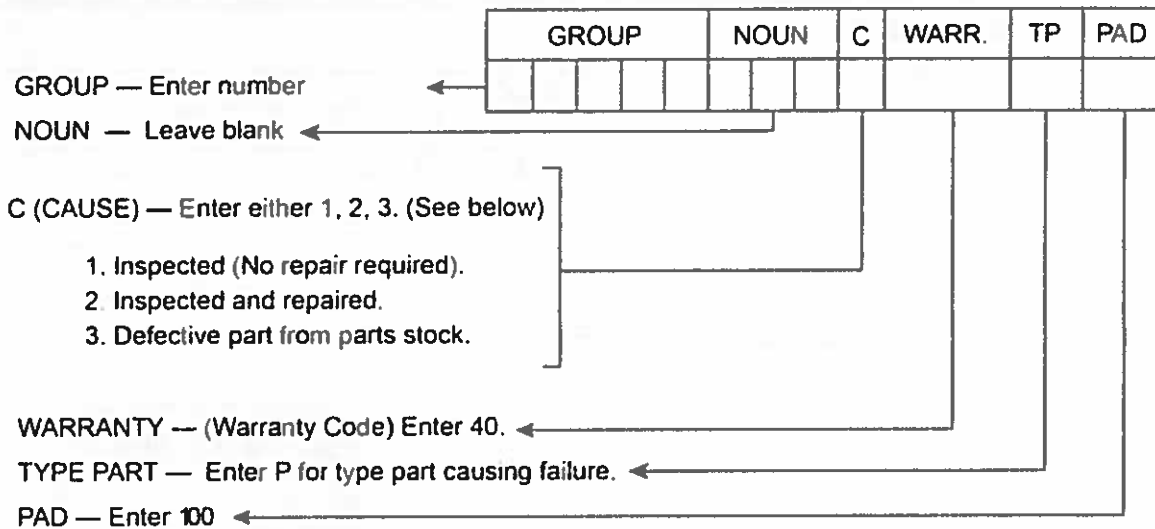 GROUP NOUN C WARR. TP PAD
GROUP — Enter number
NOUN — Leave blank
C (CAUSE) — Enter either 1, 2, 3. (See below)
1. Inspected (No repair required).
2. Inspected and repaired.
3. Defective part from parts stock.
WARRANTY — (Warranty Code) Enter 40.
TYPE PART — Enter P for type part causing failure.
PAD — Enter 100